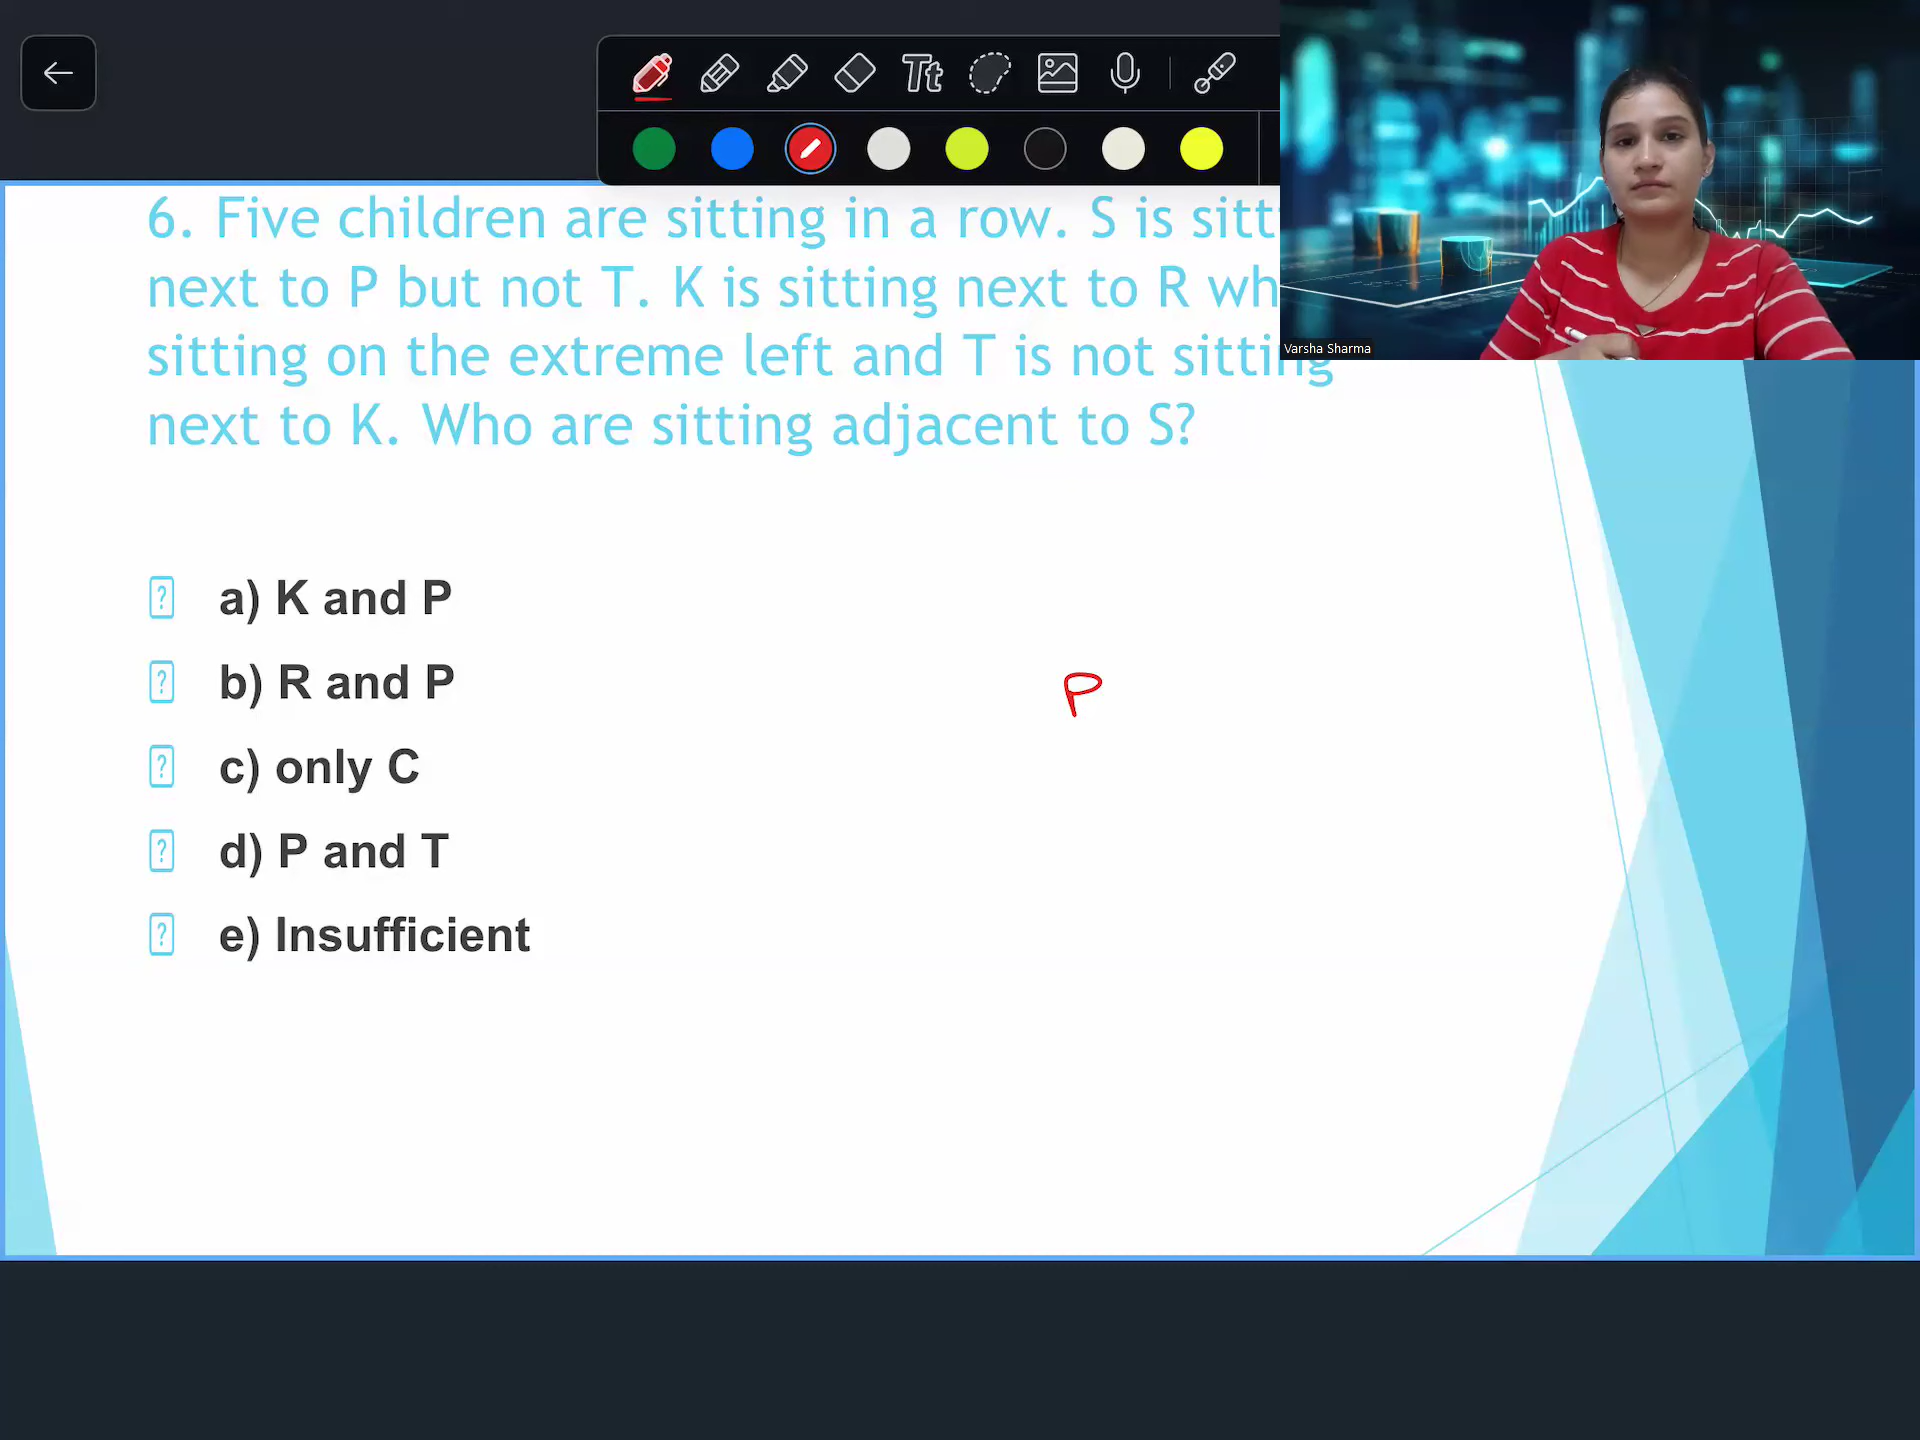 Tt
6. Five children are sitting in a row. S is sitt
next to P but not T. K is sitting next to R wh
sitting on the extreme left and T is not sitting
next to K. Who are sitting adjacent to S?
Varsha Sharma
a) K and P
b) R and P
c) only C
d) P and T
e) Insufficient
P